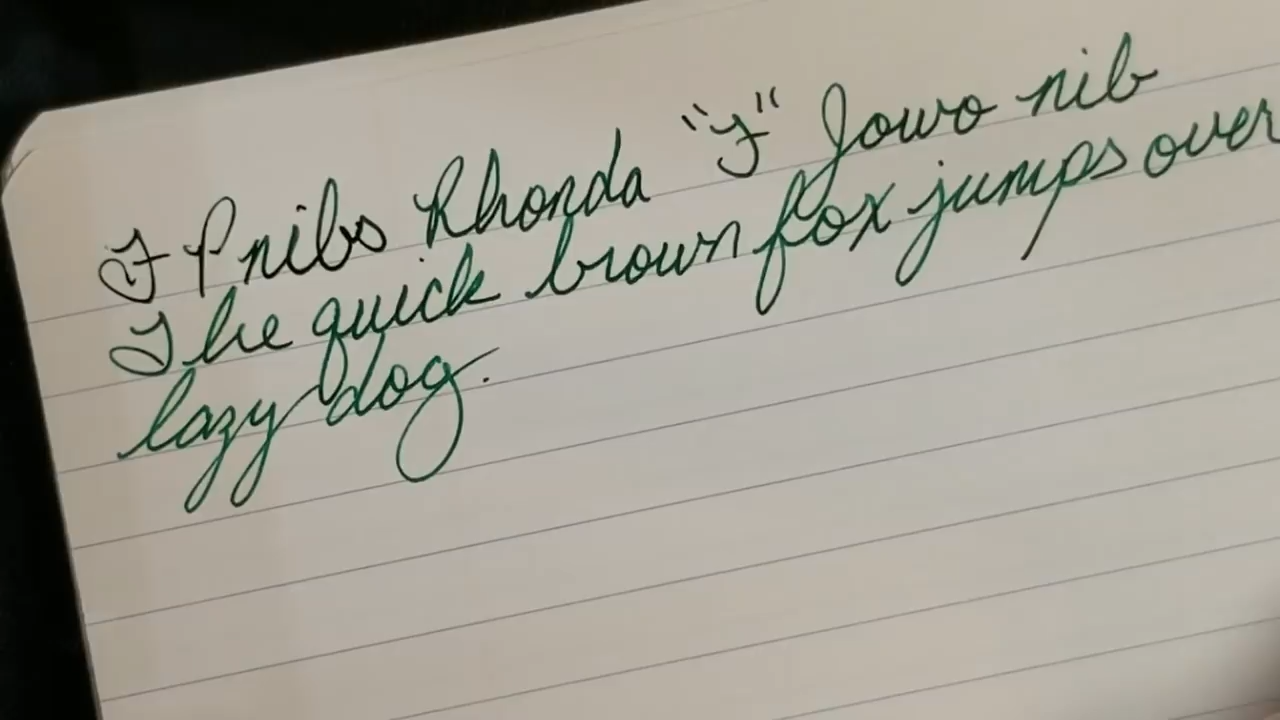 FPnibs Rhonda "F" Jowo nib
The quick brown fox jumps over
lazy dog.